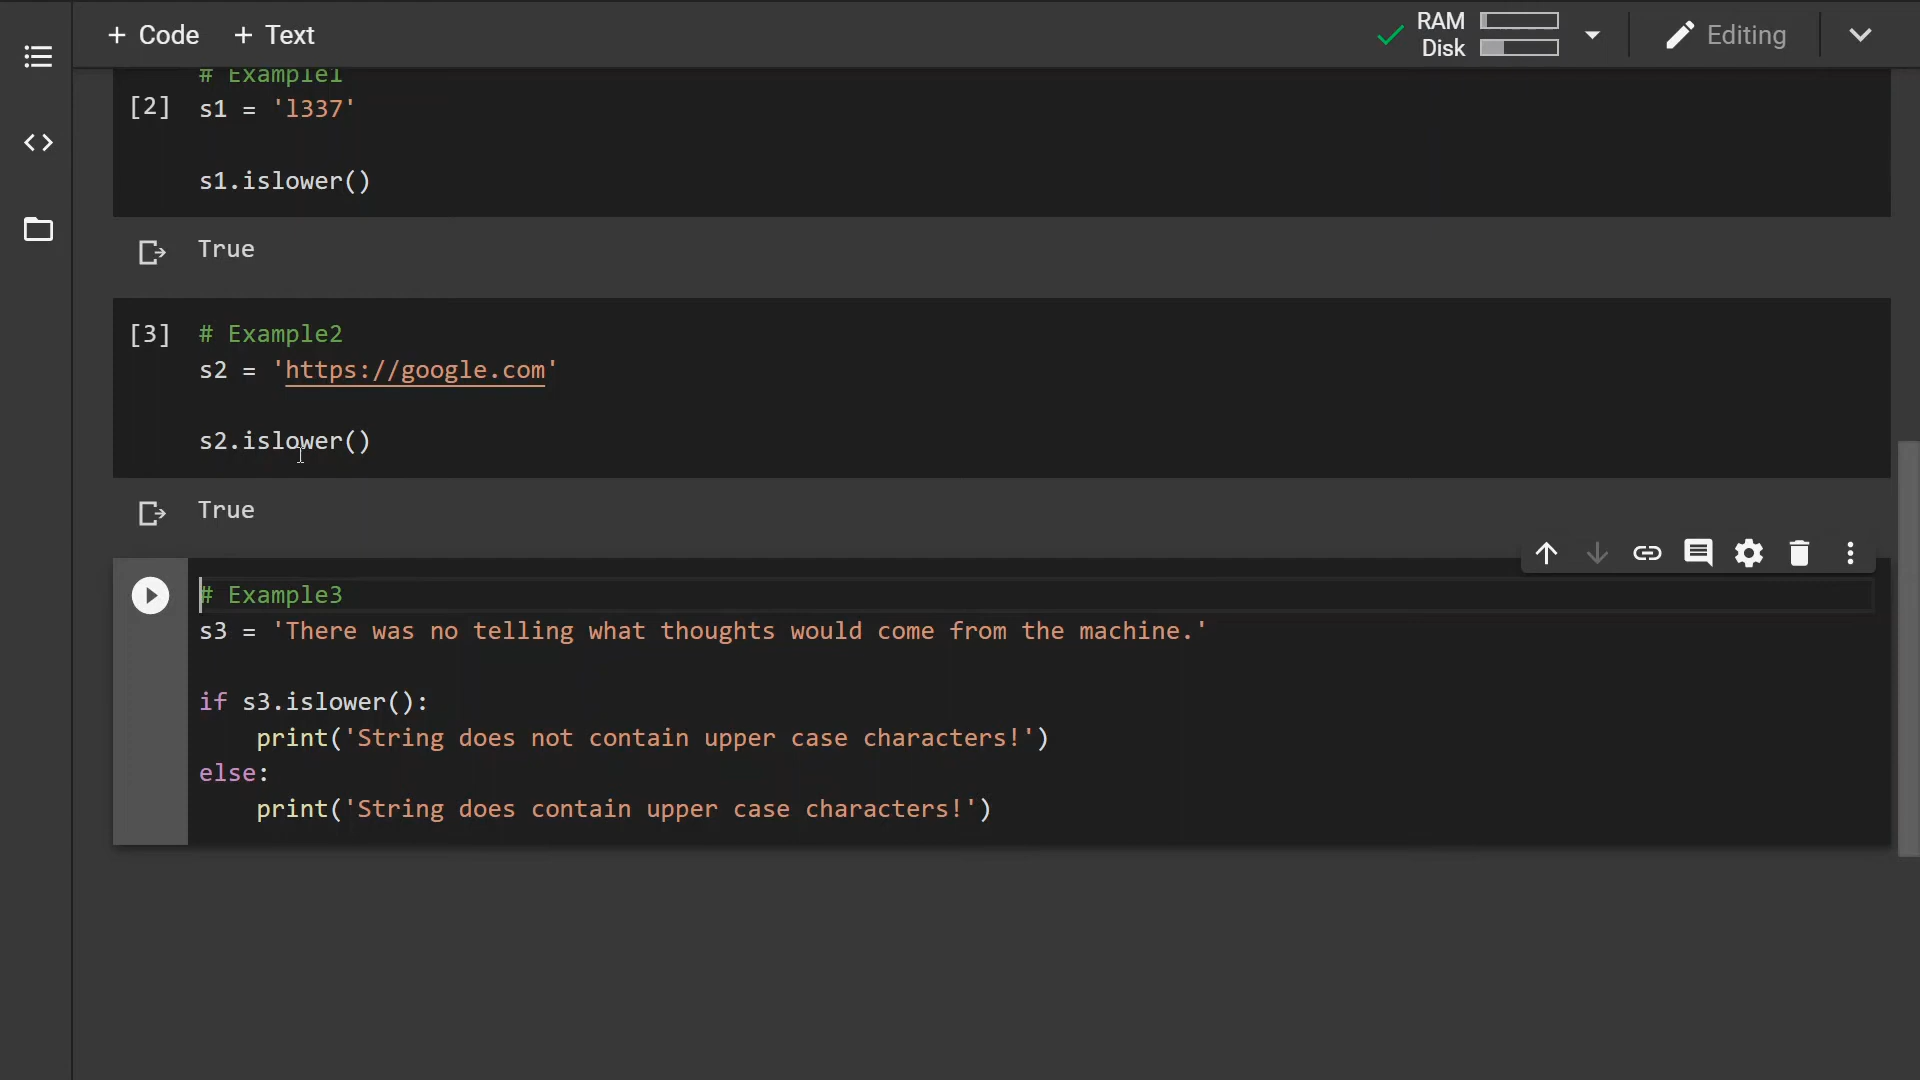 + Code + Text
RAM
Disk
Editing
# Example1
[2] s1 = 'l337'
s1.islower()
True
[3] # Example2
s2 = 'https://google.com'
s2.islower()
True
# Example3
s3 = 'There was no telling what thoughts would come from the machine.'
if s3.islower():
    print('String does not contain upper case characters!')
else:
    print('String does contain upper case characters!')